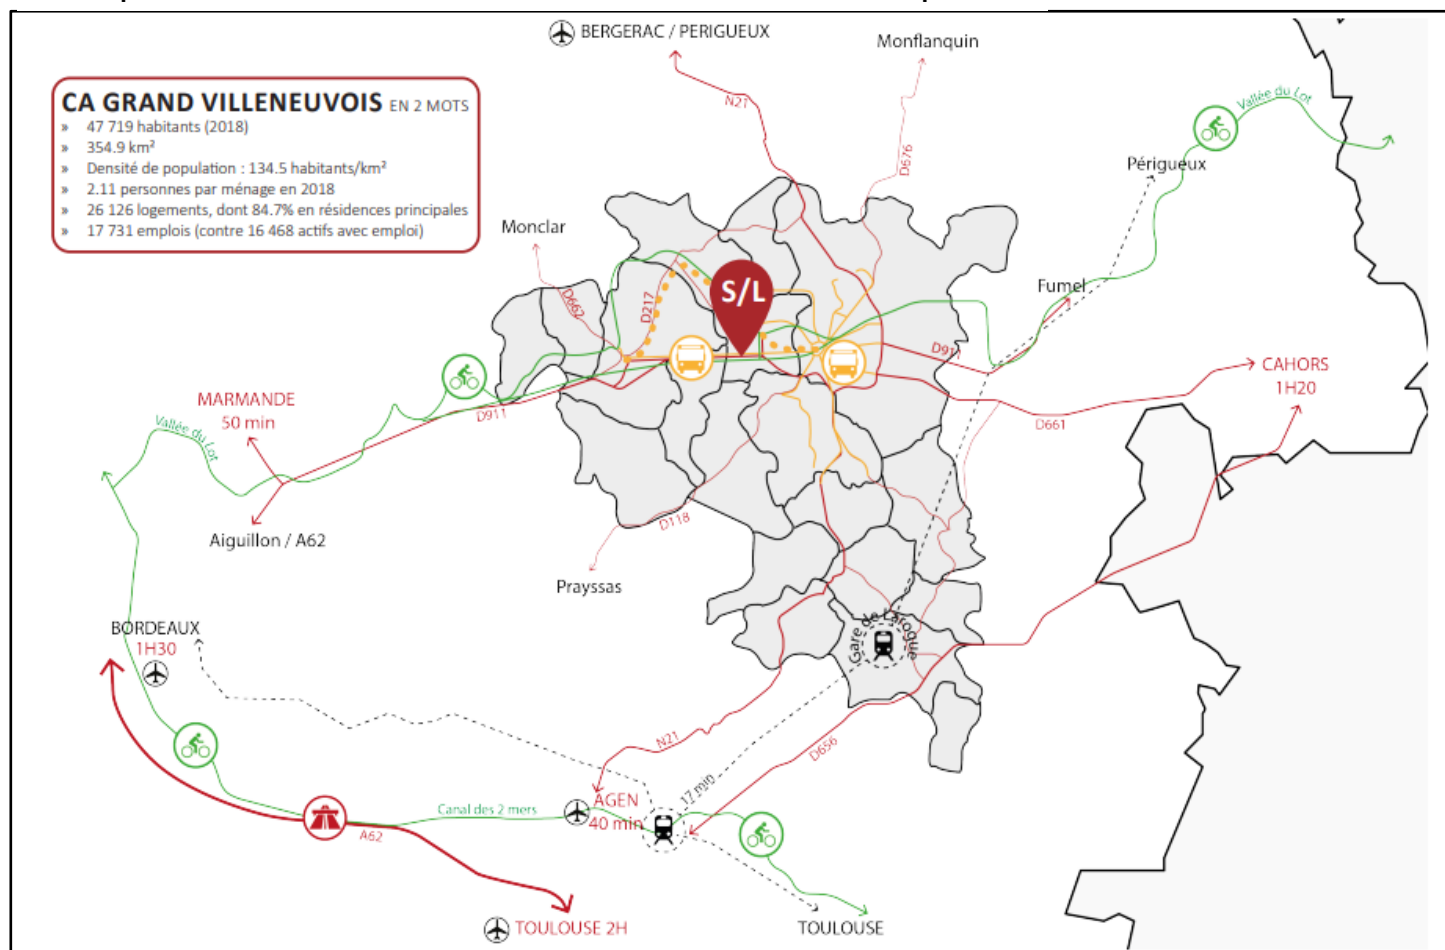 BERGERAC / PERIGUEUX
Monflanquin
N21
Vallée du Lot
CA GRAND VILLENEUVOIS EN 2 MOTS
» 47 719 habitants (2018)
» 354.9 km²
» Densité de population : 134.5 habitants/km²
» 2.11 personnes par ménage en 2018
» 26 126 logements, dont 84.7% en résidences principales
» 17 731 emplois (contre 16 468 actifs avec emploi)
D676
Périgueux
Monclar
S/L
D662
D217
Fumel
D911
CAHORS
1H20
MARMANDE
50 min
D911
D661
Vallée du Lot
D118
Aiguillon / A62
Prayssas
BORDEAUX
1H30
Gare de Laroque
N21
D656
17 min
AGEN
40 min
Canal des 2 mers
A62
TOULOUSE 2H
TOULOUSE